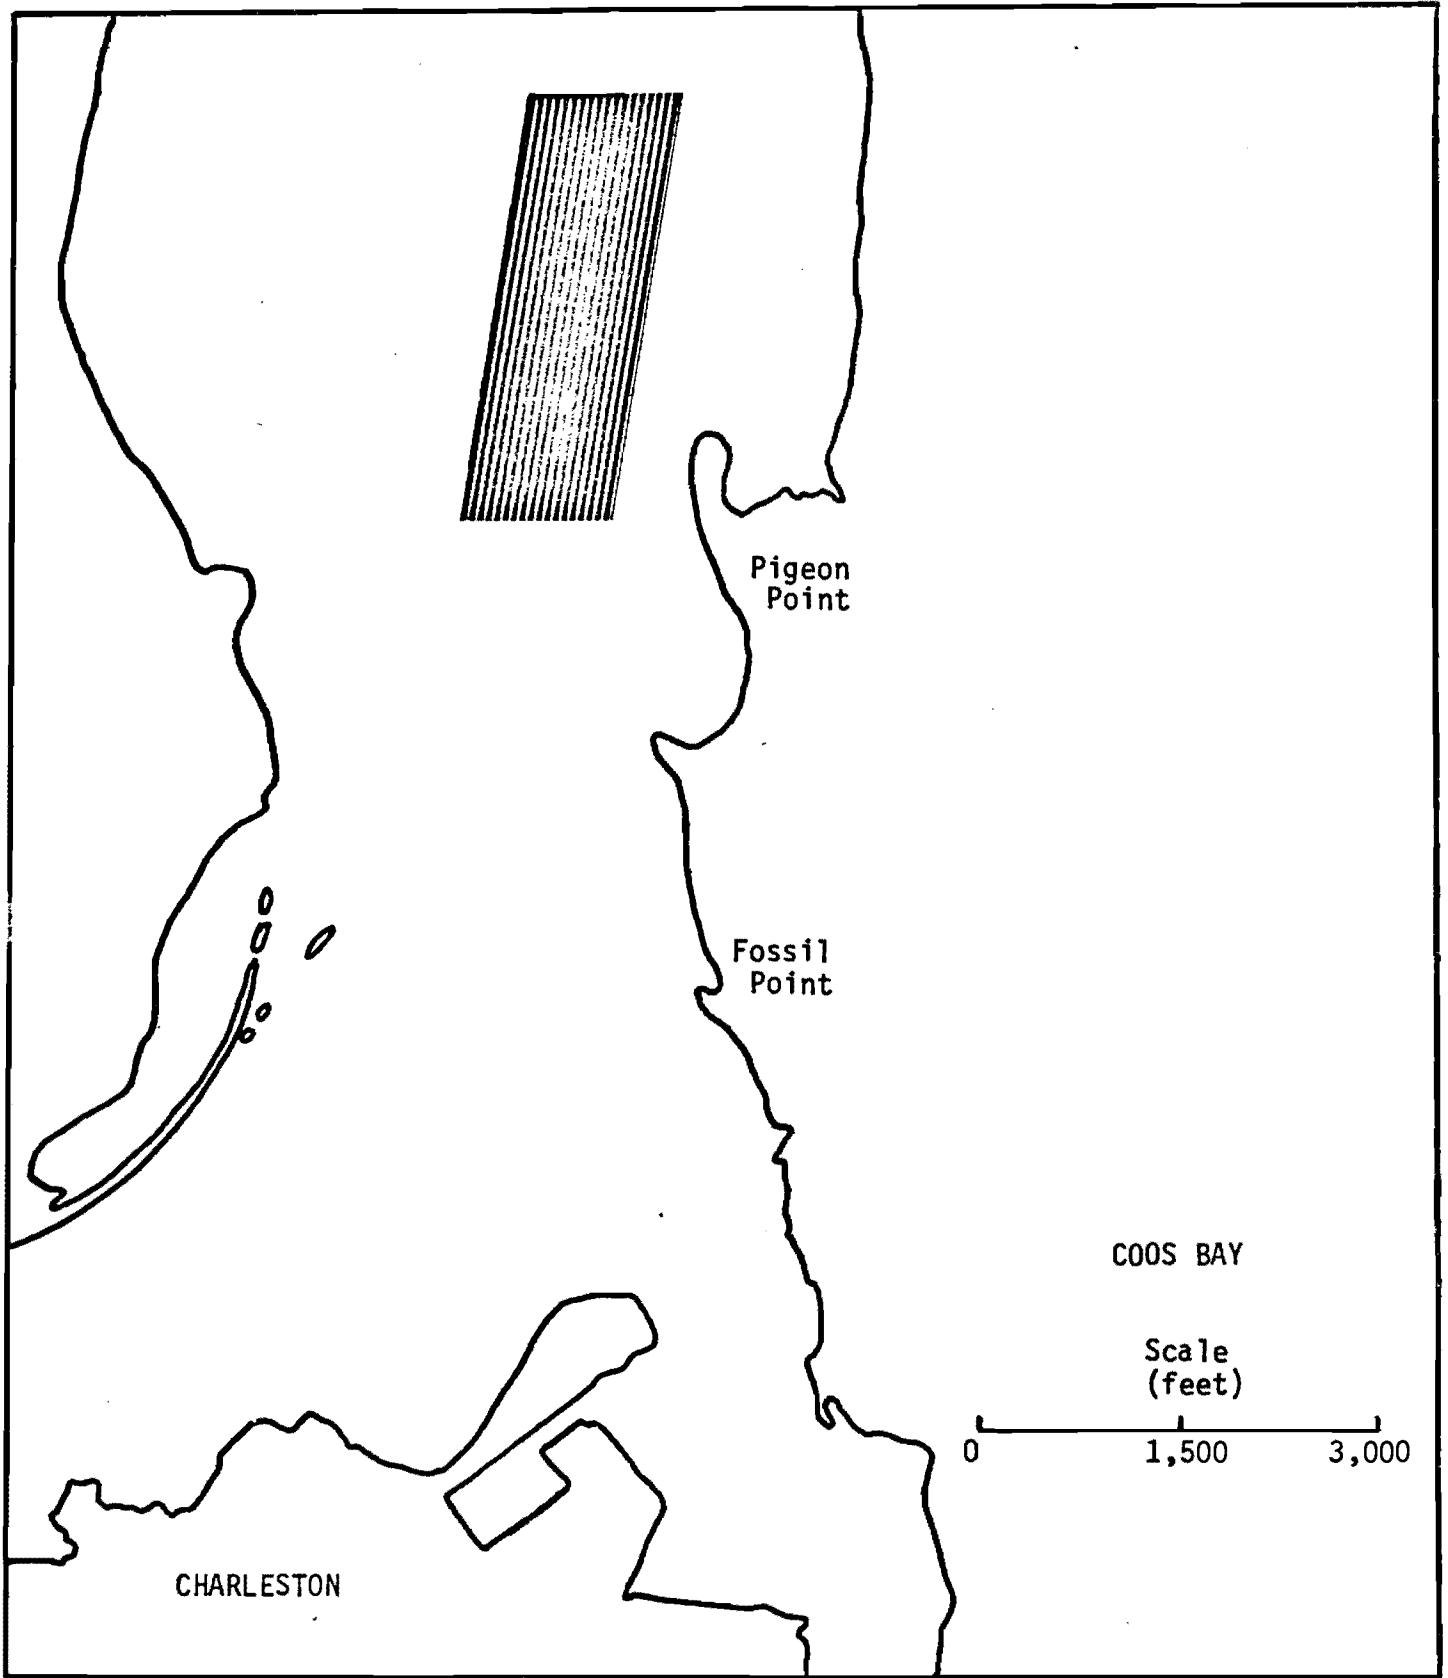 Pigeon
Point
Fossil
Point
COOS BAY
Scale
(feet)
0 1,500 3,000
CHARLESTON